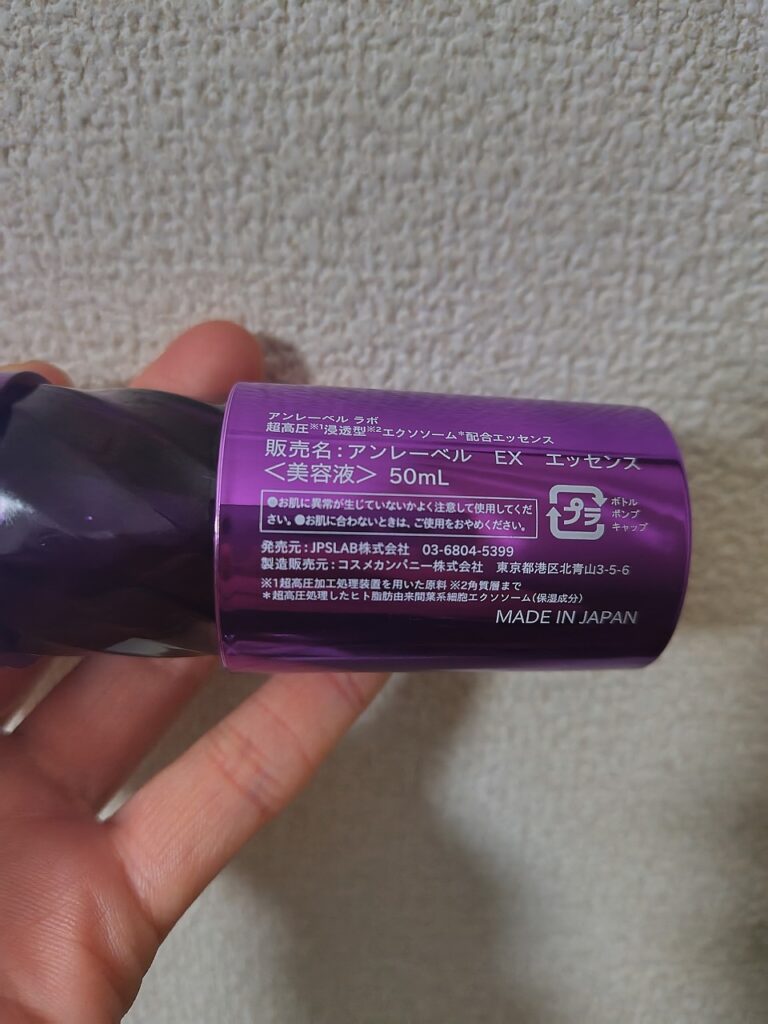 アンレーベル ラボ
超高圧※1浸透型※2エクソソーム*配合エッセンス
販売名：アンレーベル EX エッセンス
＜美容液＞ 50mL
●お肌に異常が生じていないかよく注意して使用してくだ
さい。●お肌に合わないときは、ご使用をおやめください。
プラ
ボトル
ポンプ
キャップ
発売元：JPSLAB株式会社 03-6804-5399
製造販売元：コスメカンパニー株式会社 東京都港区北青山3-5-6
※1超高圧加工処理装置を用いた原料 ※2角質層まで
＊超高圧処理したヒト脂肪由来間葉系細胞エクソソーム（保湿成分）
MADE IN JAPAN